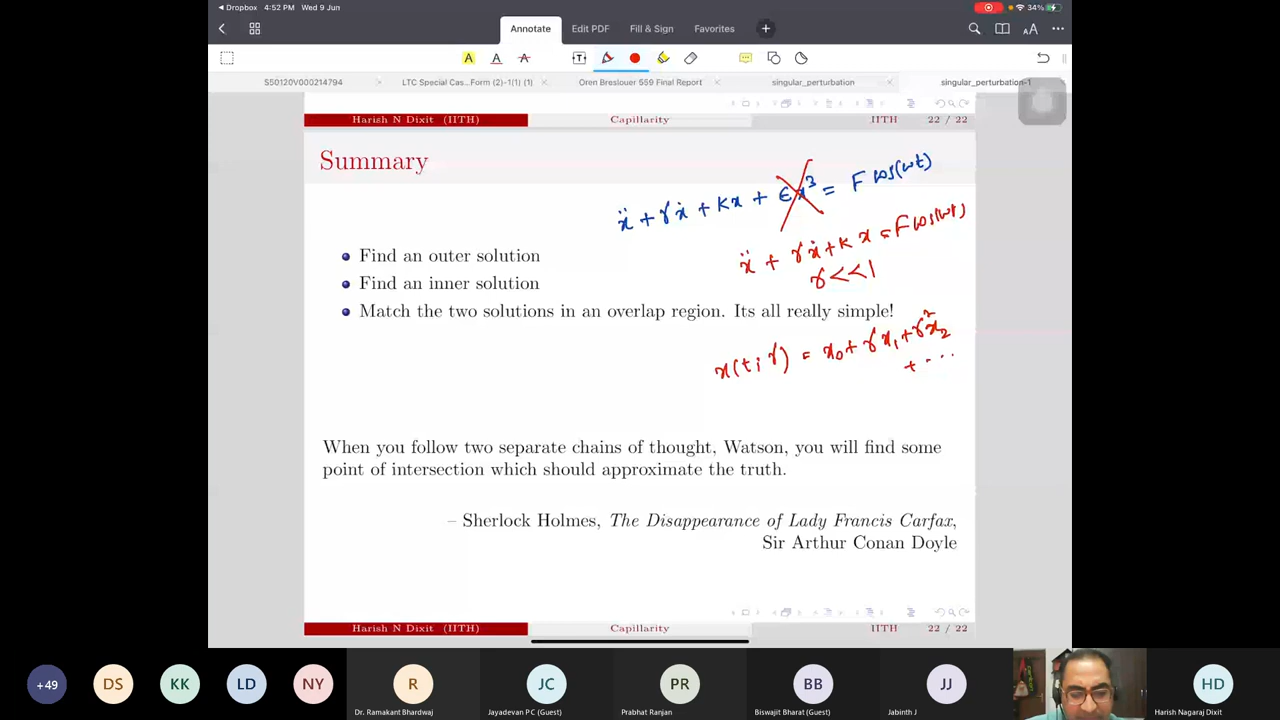 Dropbox 4:52 PM Wed 9 Jun 34%
Annotate Edit PDF Fill & Sign Favorites
S50120V000214794 LTC Special Cas...Form (2)-1(1) (1) Oren Breslouer 559 Final Report singular_perturbation singular_perturbation-1
Harish N Dixit (IITH) Capillarity IITH 22 / 22
Summary
ẍ + γẋ + kx + εx³ = F cos(ωt)
ẍ + γẋ + k x = F cos(ωt)
γ << 1
Find an outer solution
Find an inner solution
Match the two solutions in an overlap region. Its all really simple!
x(t; γ) = x₀ + γx₁ + γ²x₂
+ ...
When you follow two separate chains of thought, Watson, you will find some
point of intersection which should approximate the truth.
– Sherlock Holmes, The Disappearance of Lady Francis Carfax,
Sir Arthur Conan Doyle
Harish N Dixit (IITH) Capillarity IITH 22 / 22
+49 DS KK LD NY R JC PR BB JJ HD
Dr. Ramakant Bhardwaj Jayadevan P C (Guest) Prabhat Ranjan Biswajit Bharat (Guest) Jabinth J Harish Nagaraj Dixit